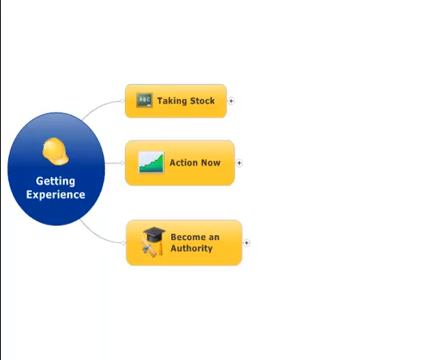 Taking Stock
Getting
Experience
Action Now
Become an
Authority